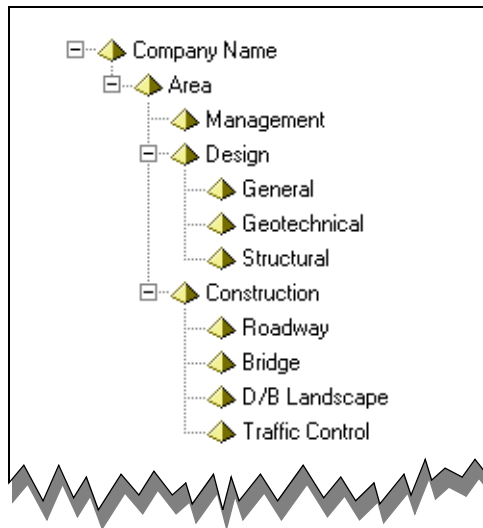 Company Name
Area
Management
Design
General
Geotechnical
Structural
Construction
Roadway
Bridge
D/B Landscape
Traffic Control